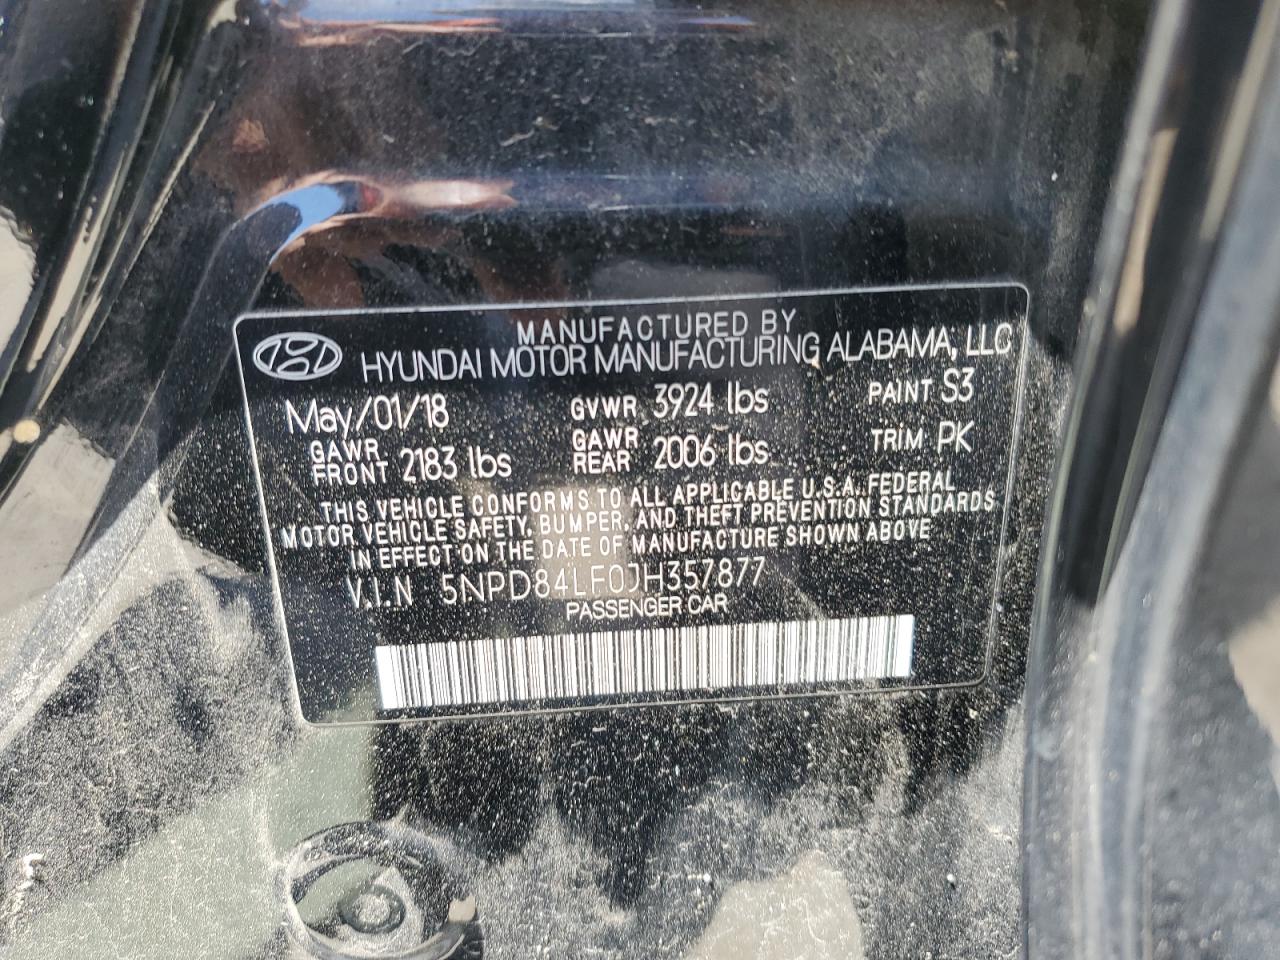 MANUFACTURED BY
HYUNDAI MOTOR MANUFACTURING ALABAMA, LLC
May/01/18 GVWR 3924 lbs PAINT S3
GAWR FRONT 2183 lbs GAWR REAR 2006 lbs TRIM PK
THIS VEHICLE CONFORMS TO ALL APPLICABLE U.S.A. FEDERAL
MOTOR VEHICLE SAFETY, BUMPER, AND THEFT PREVENTION STANDARDS
IN EFFECT ON THE DATE OF MANUFACTURE SHOWN ABOVE
V.I.N 5NPD84LF0JH357877
PASSENGER CAR